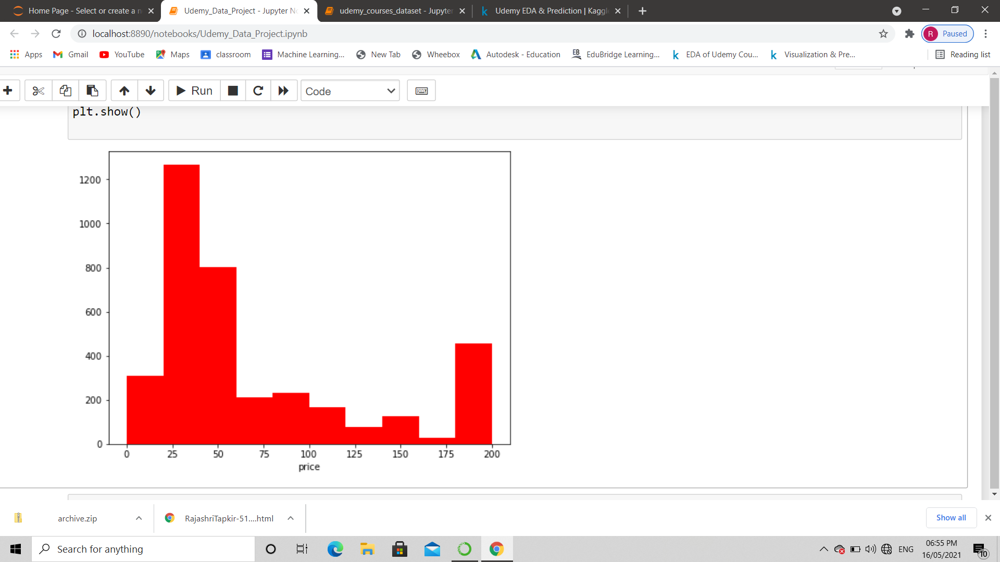 Home Page - Select or create a n
Udemy_Data_Project - Jupyter No
udemy_courses_dataset - Jupyter
Udemy EDA & Prediction | Kaggl
localhost:8890/notebooks/Udemy_Data_Project.ipynb
R Paused
Apps Gmail YouTube Maps classroom Machine Learning... New Tab Wheebox Autodesk - Education EB EduBridge Learning... k EDA of Udemy Cou... k Visualization & Pre... Reading list
Run Code
plt.show()
1200
1000
800
600
400
200
0
0 25 50 75 100 125 150 175 200
price
archive.zip
RajashriTapkir-51....html
Show all
Search for anything
ENG
06:55 PM
16/05/2021
10